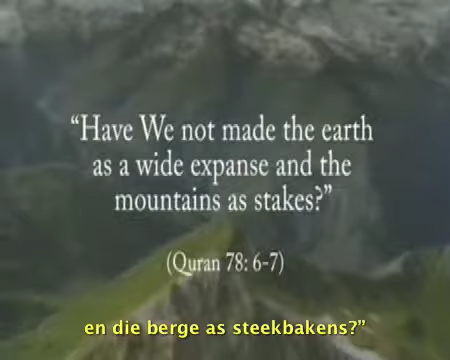 “Have We not made the earth
as a wide expanse and the
mountains as stakes?”
(Quran 78: 6-7)
en die berge as steekbakens?”